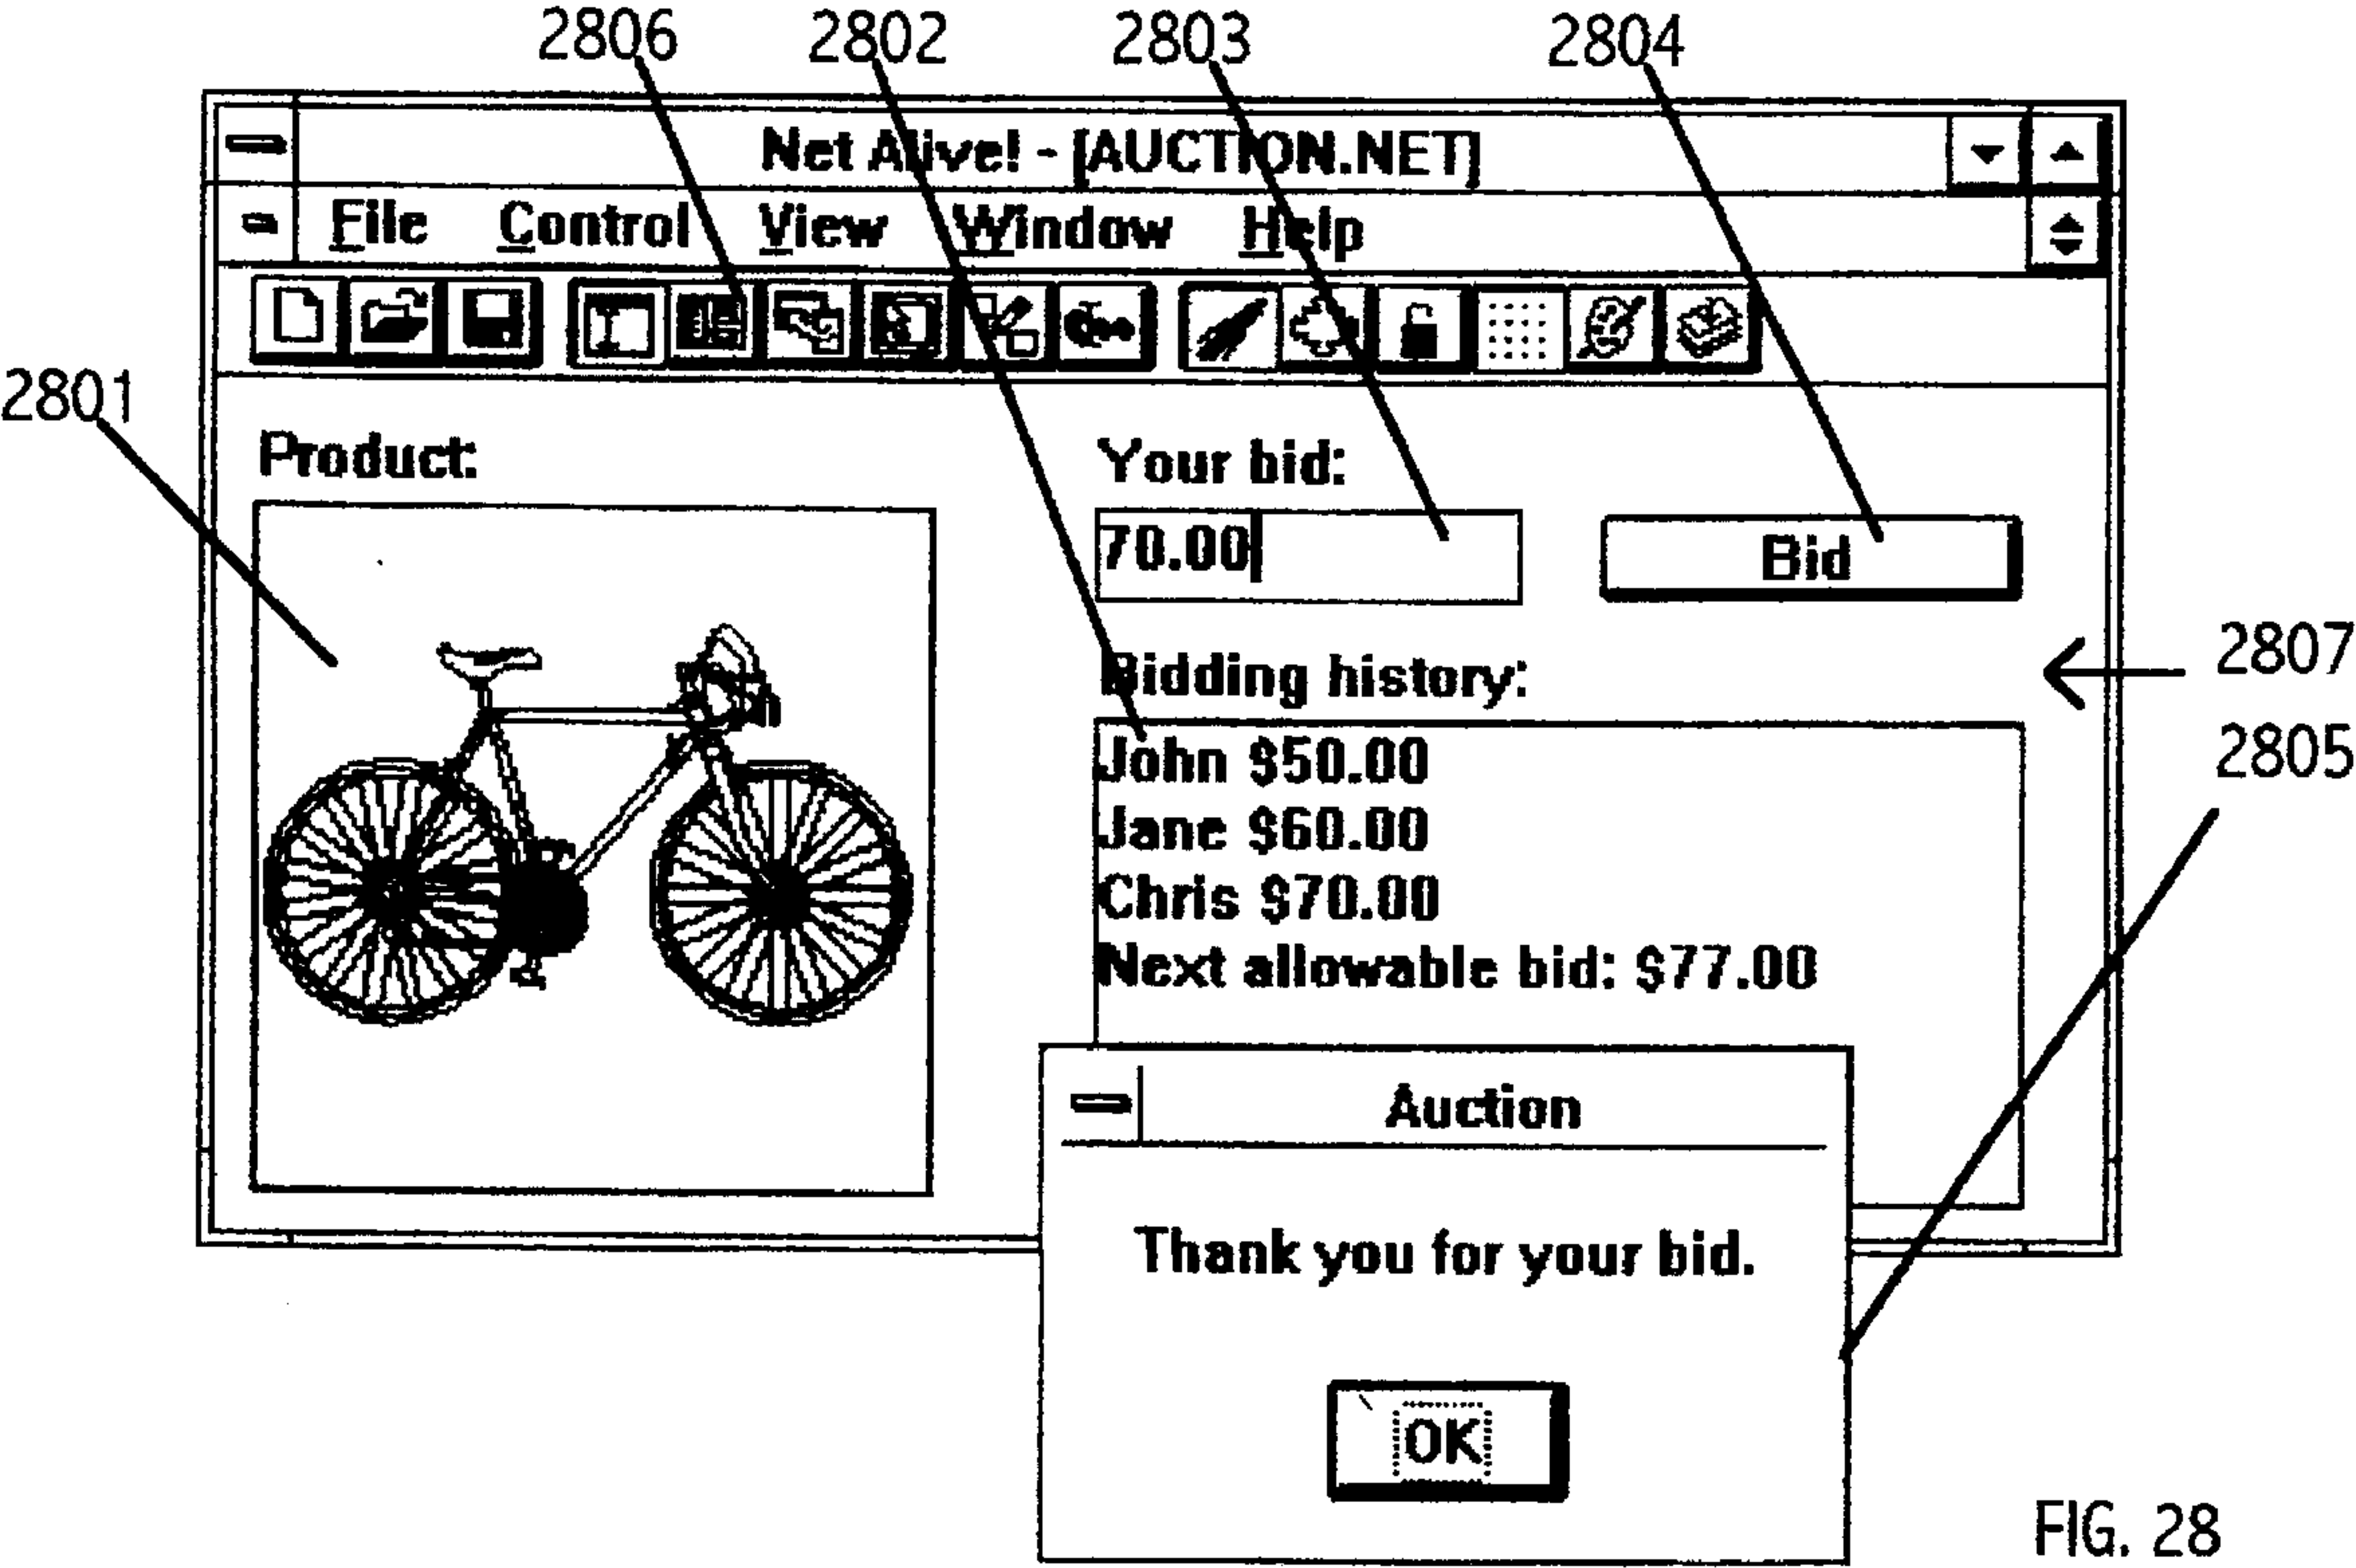 2806 2802 2803 2804
Net Alive! - [AUCTION.NET]
File Control View Window Help
2801
Product:
Your bid:
70.00
Bid
2807
Bidding history:
2805
John $50.00
Jane $60.00
Chris $70.00
Next allowable bid: $77.00
Auction
Thank you for your bid.
OK
FIG. 28